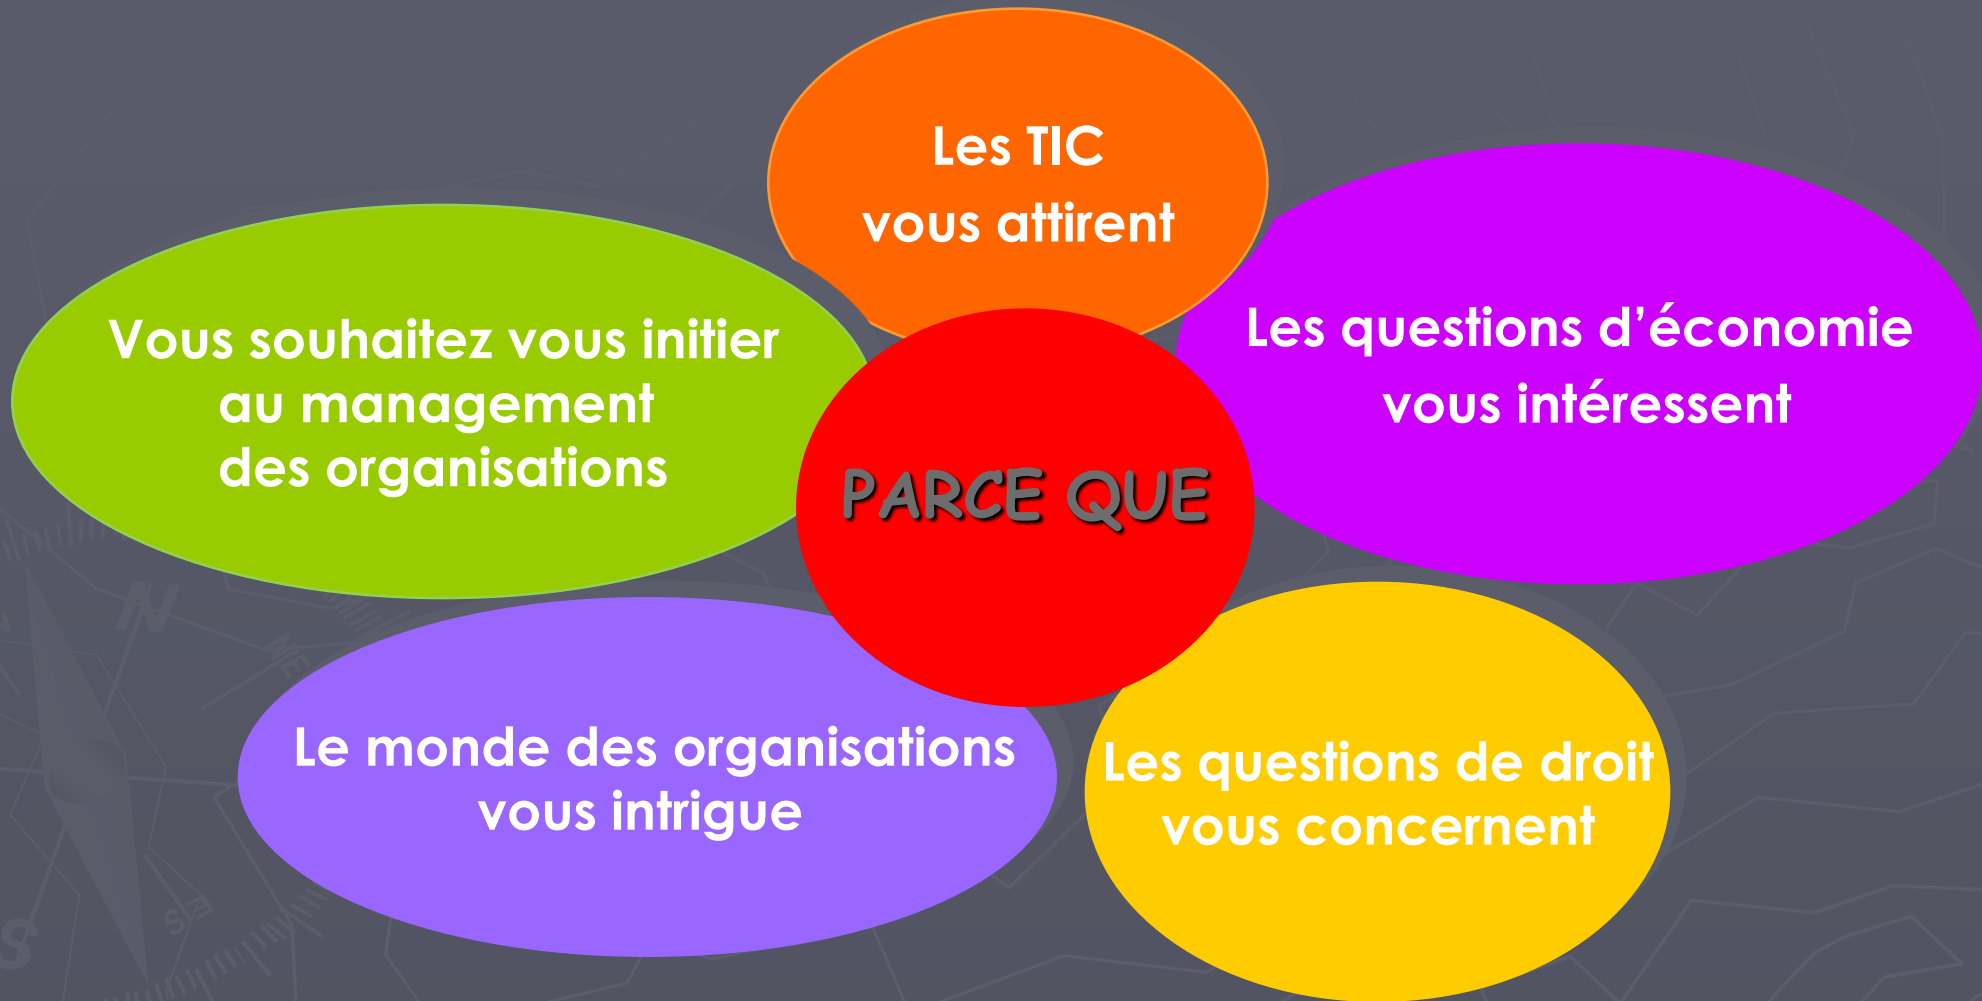 Les TIC
vous attirent
Vous souhaitez vous initier
au management
des organisations
Les questions d’économie
vous intéressent
PARCE QUE
Le monde des organisations
vous intrigue
Les questions de droit
vous concernent
N
NE
S